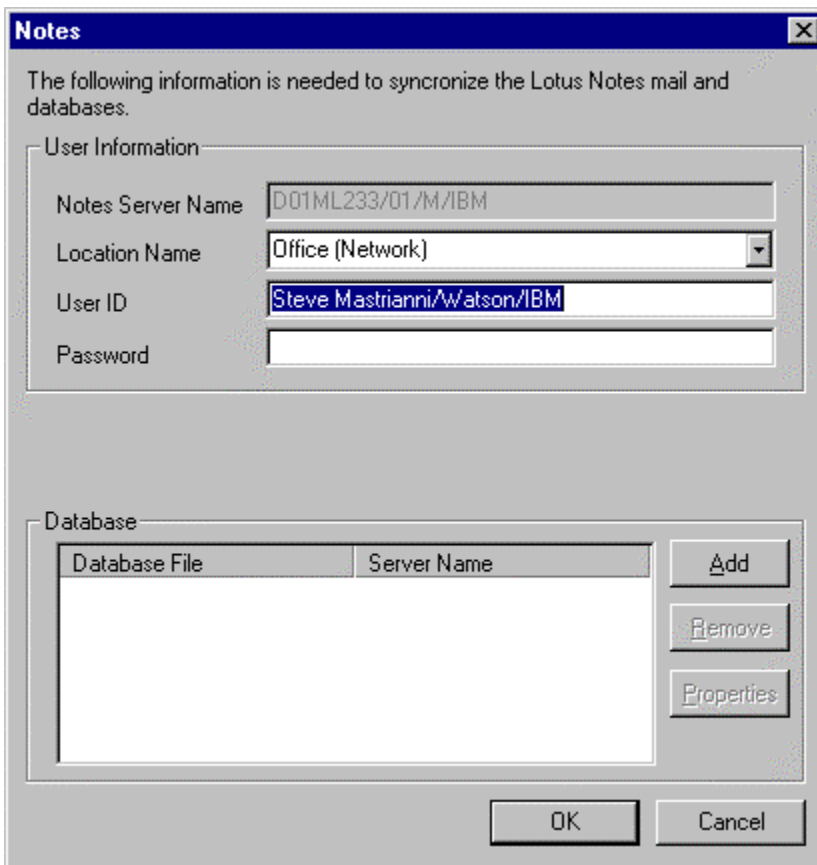 Notes
The following information is needed to syncronize the Lotus Notes mail and
databases.
User Information
Notes Server Name D01ML233/01/M/IBM
Location Name Office (Network)
User ID Steve Mastrianni/Watson/IBM
Password
Database
Database File Server Name
Add
Remove
Properties
OK Cancel